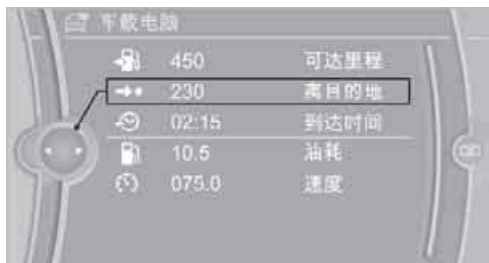 车载电脑
450 可达里程
230 离目的地
02:15 到达时间
10.5 油耗
075.0 速度